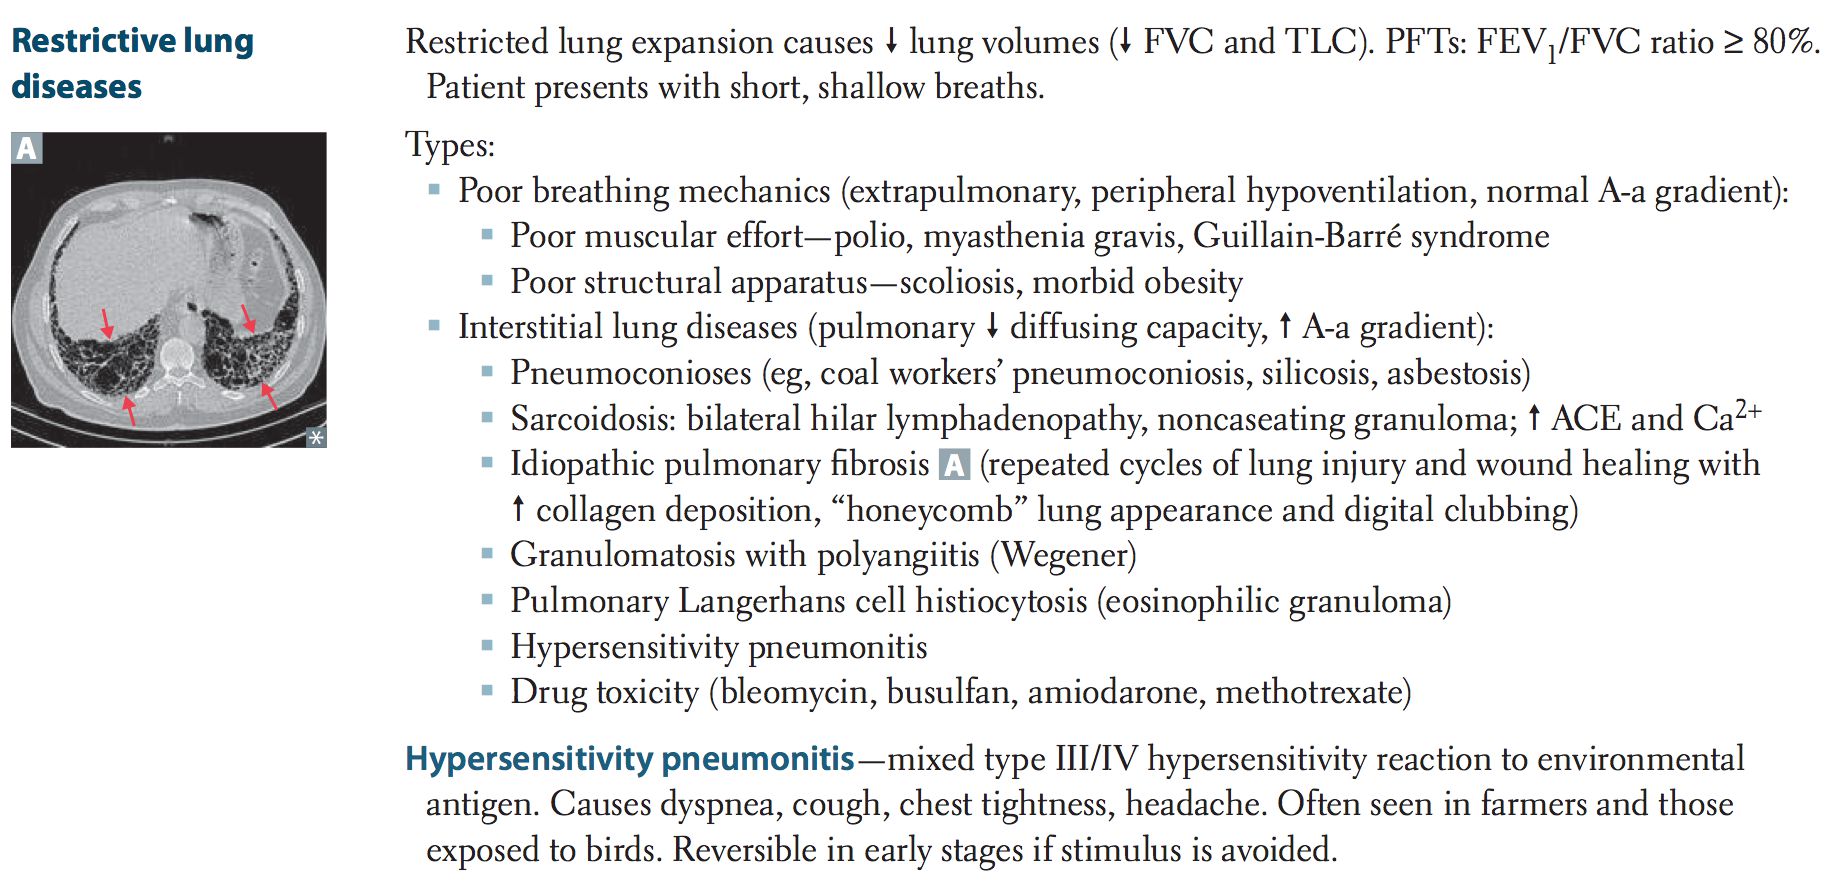 Restrictive lung
diseases
A
Restricted lung expansion causes ↓ lung volumes (↓ FVC and TLC). PFTs: FEV₁/FVC ratio ≥ 80%.
Patient presents with short, shallow breaths.
Types:
▪ Poor breathing mechanics (extrapulmonary, peripheral hypoventilation, normal A-a gradient):
▪ Poor muscular effort—polio, myasthenia gravis, Guillain-Barré syndrome
▪ Poor structural apparatus—scoliosis, morbid obesity
▪ Interstitial lung diseases (pulmonary ↓ diffusing capacity, ↑ A-a gradient):
▪ Pneumoconioses (eg, coal workers’ pneumoconiosis, silicosis, asbestosis)
▪ Sarcoidosis: bilateral hilar lymphadenopathy, noncaseating granuloma; ↑ ACE and Ca²⁺
▪ Idiopathic pulmonary fibrosis A (repeated cycles of lung injury and wound healing with
↑ collagen deposition, “honeycomb” lung appearance and digital clubbing)
▪ Granulomatosis with polyangiitis (Wegener)
▪ Pulmonary Langerhans cell histiocytosis (eosinophilic granuloma)
▪ Hypersensitivity pneumonitis
▪ Drug toxicity (bleomycin, busulfan, amiodarone, methotrexate)
Hypersensitivity pneumonitis—mixed type III/IV hypersensitivity reaction to environmental
antigen. Causes dyspnea, cough, chest tightness, headache. Often seen in farmers and those
exposed to birds. Reversible in early stages if stimulus is avoided.